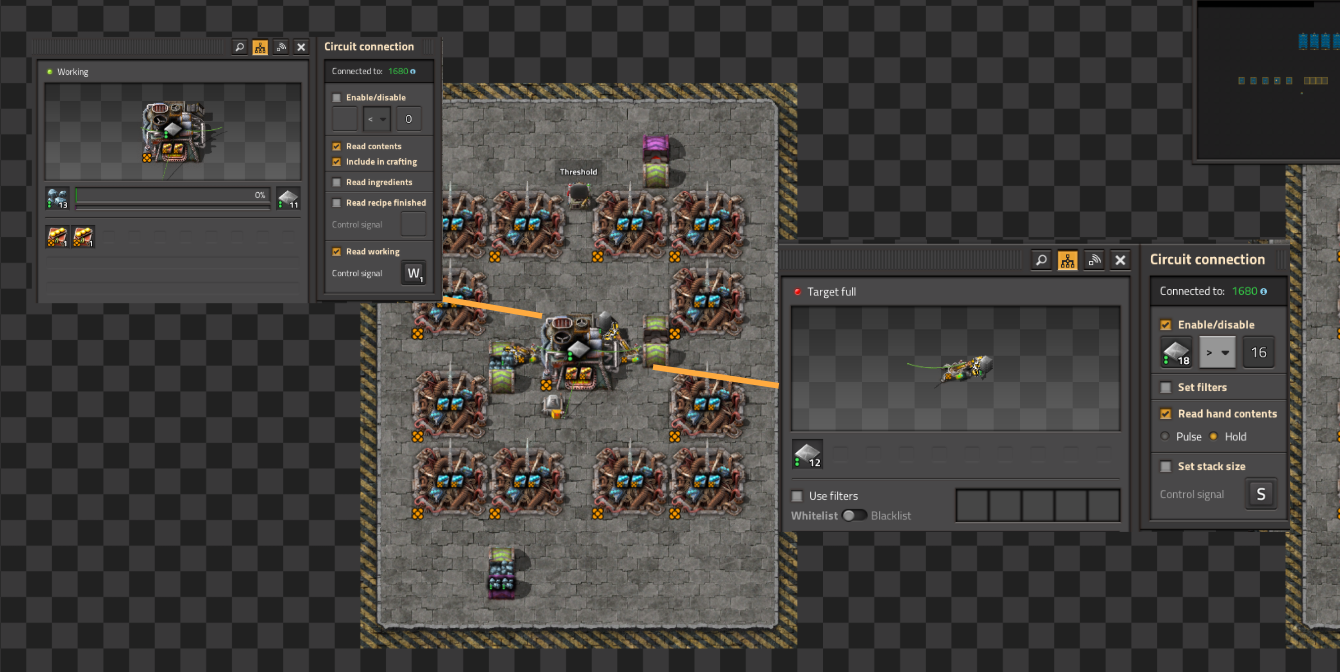 Working
13
0%
11
1
1
Circuit connection
Connected to: 1680
Enable/disable
<
0
Read contents
Include in crafting
Read ingredients
Read recipe finished
Control signal
Read working
Control signal
W
1
Threshold
Target full
12
Use filters
Whitelist
Blacklist
Circuit connection
Connected to: 1680
Enable/disable
18
>
16
Set filters
Read hand contents
Pulse
Hold
Set stack size
Control signal
S